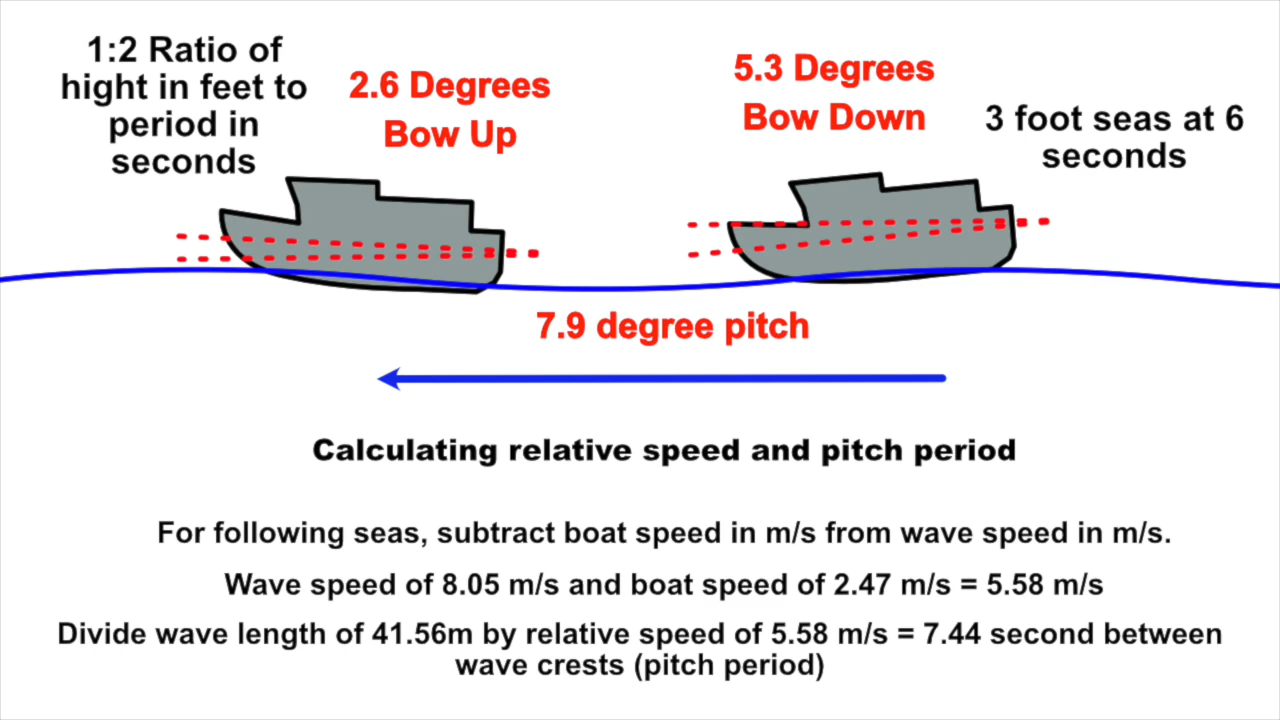 1:2 Ratio of
hight in feet to
period in
seconds
2.6 Degrees
Bow Up
5.3 Degrees
Bow Down
3 foot seas at 6
seconds
7.9 degree pitch
Calculating relative speed and pitch period
For following seas, subtract boat speed in m/s from wave speed in m/s.
Wave speed of 8.05 m/s and boat speed of 2.47 m/s = 5.58 m/s
Divide wave length of 41.56m by relative speed of 5.58 m/s = 7.44 second between
wave crests (pitch period)